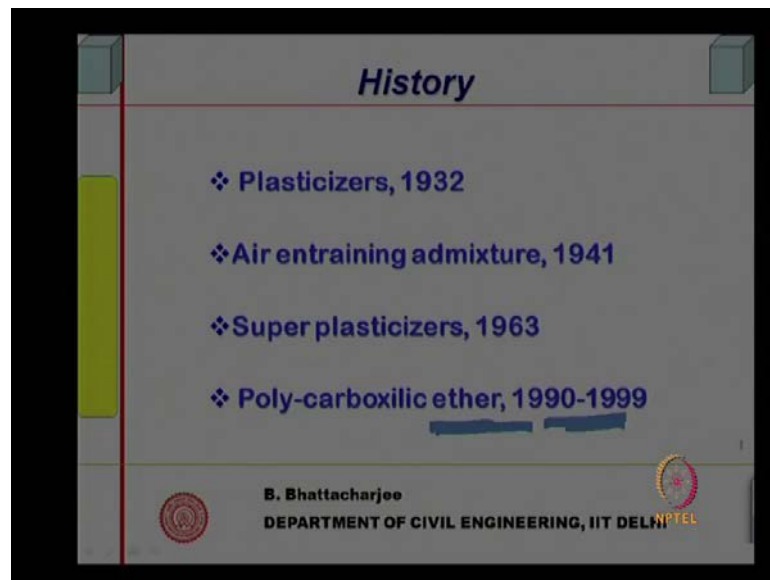 History
❖ Plasticizers, 1932
❖Air entraining admixture, 1941
❖Super plasticizers, 1963
❖ Poly-carboxilic ether, 1990-1999
B. Bhattacharjee
DEPARTMENT OF CIVIL ENGINEERING, IIT DELHI
NPTEL